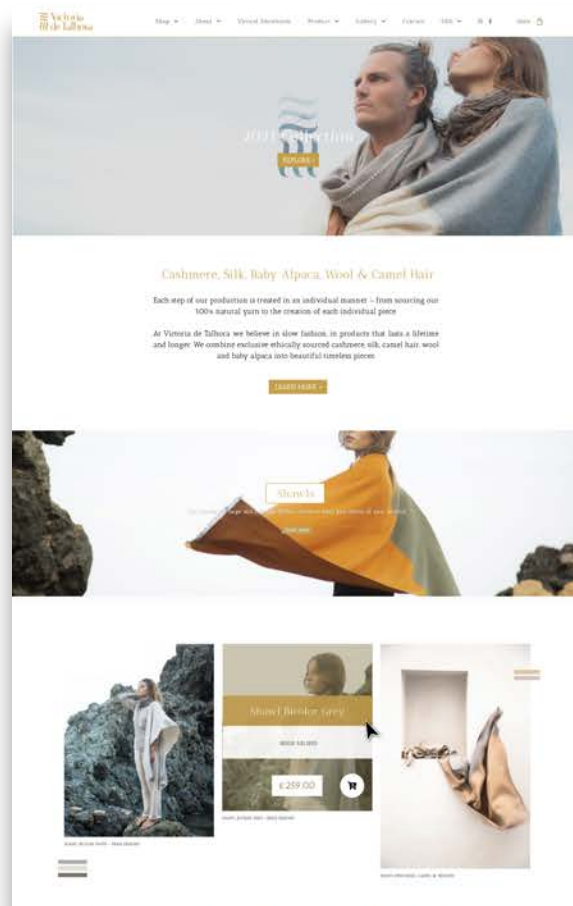 Victoria
de Talhora
Shop
About
Product
Gallery
Contact
2021 Collection
EXPLORE >
Cashmere, Silk, Baby Alpaca, Wool & Camel Hair
Each step of our production is treated in an individual manner – from sourcing our
100% natural yarn to the creation of each individual piece
At Victoria de Talhora we believe in slow fashion, in products that lasts a lifetime
and longer. We combine exclusive ethically sourced cashmere, silk, camel hair, wool
and baby alpaca into beautiful timeless pieces
LEARN MORE >
Shawls
Shawl Bicolor Grey
£ 259.00